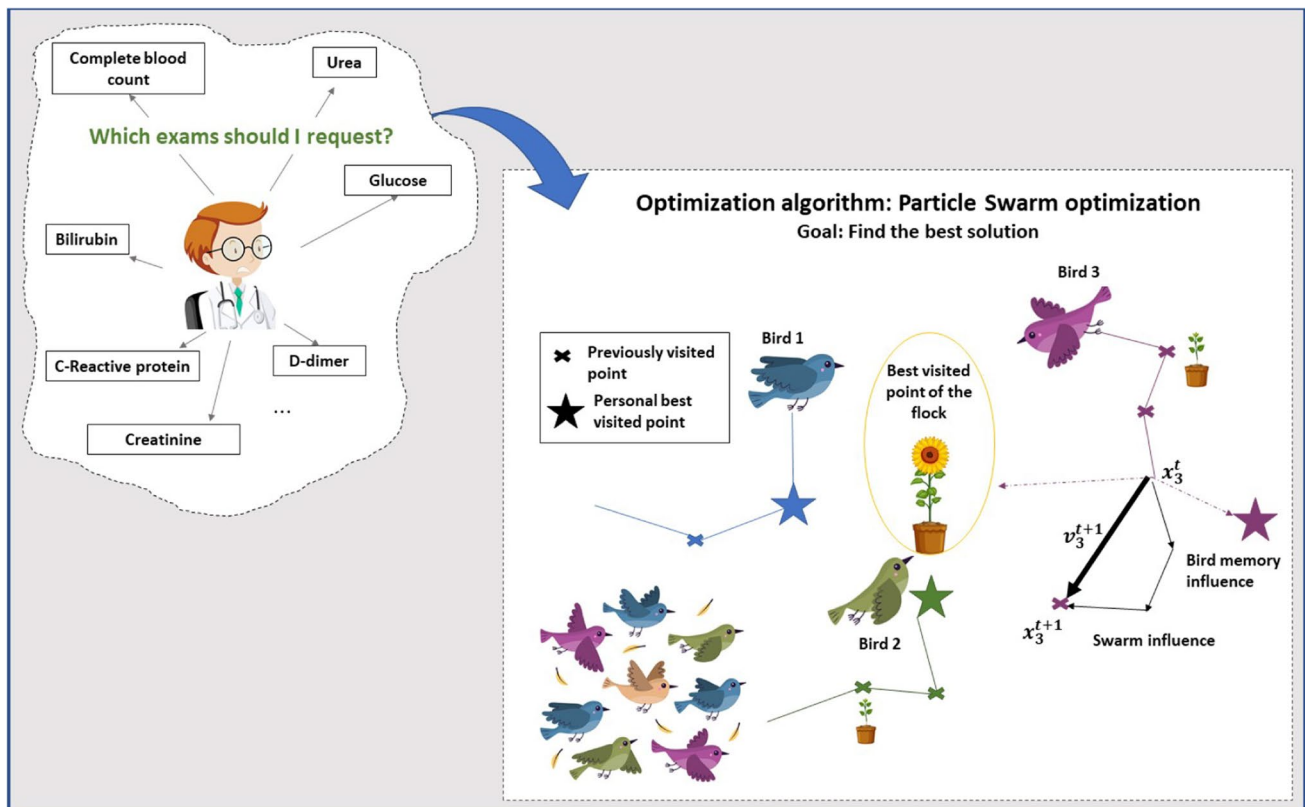 Complete blood
count
Urea
Which exams should I request?
Glucose
Bilirubin
C-Reactive protein
D-dimer
...
Creatinine
Optimization algorithm: Particle Swarm optimization
Goal: Find the best solution
Bird 3
Bird 1
Previously visited
point
Personal best
visited point
Best visited
point of the
flock
x_3^t
v_3^{t+1}
Bird memory
influence
x_3^{t+1}
Swarm influence
Bird 2